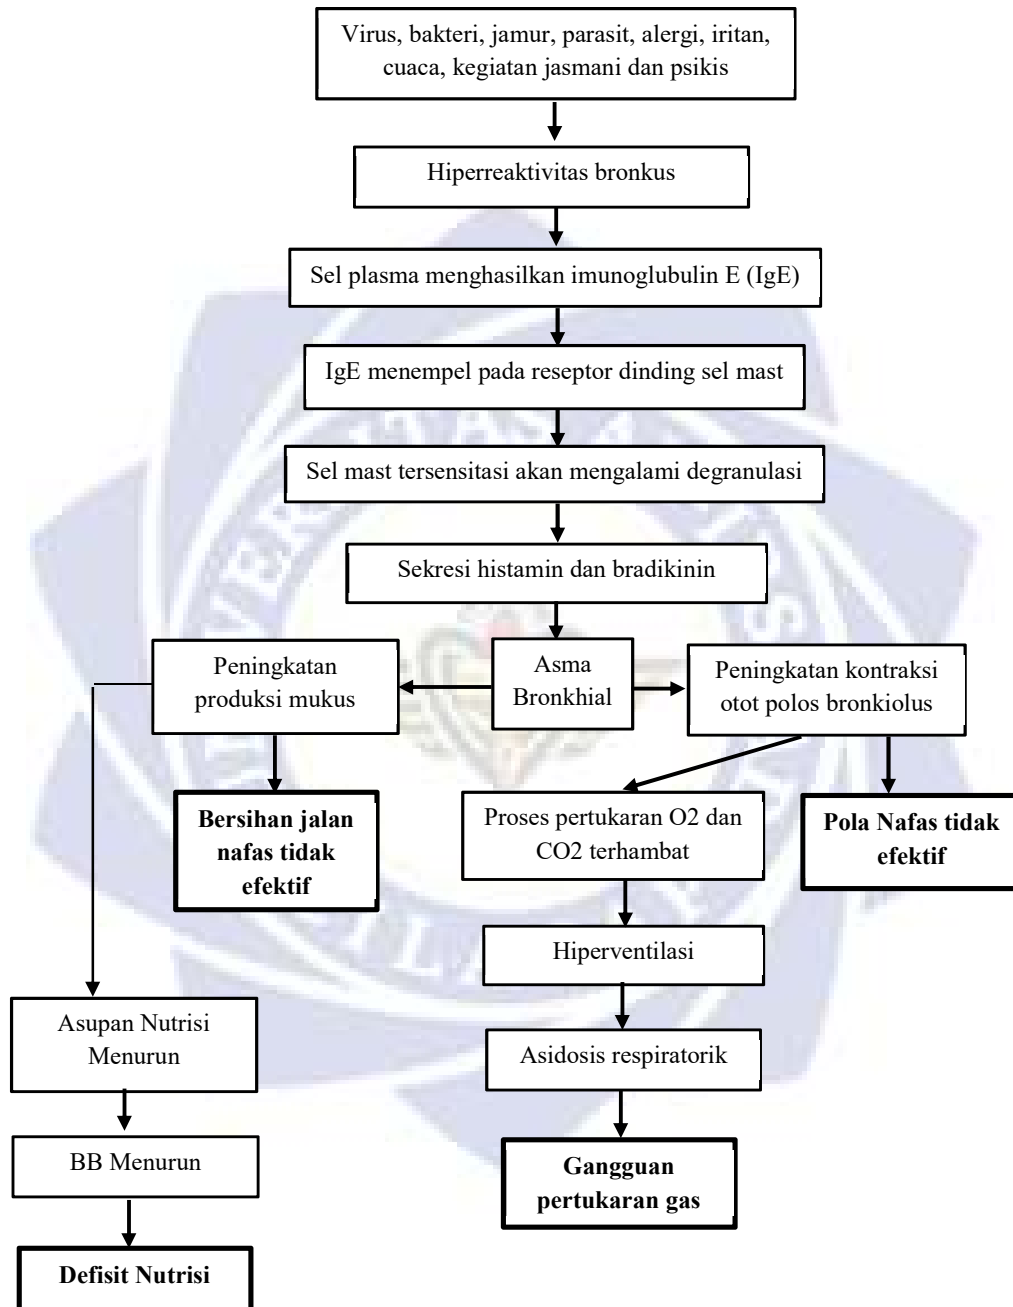 Virus, bakteri, jamur, parasit, alergi, iritan,
cuaca, kegiatan jasmani dan psikis
Hiperreaktivitas bronkus
Sel plasma menghasilkan imunoglubulin E (IgE)
IgE menempel pada reseptor dinding sel mast
Sel mast tersensitasi akan mengalami degranulasi
Sekresi histamin dan bradikinin
Peningkatan
produksi mukus
Asma
Bronkhial
Peningkatan kontraksi
otot polos bronkiolus
Bersihan jalan
nafas tidak
efektif
Proses pertukaran O2 dan
CO2 terhambat
Pola Nafas tidak
efektif
Hiperventilasi
Asupan Nutrisi
Menurun
Asidosis respiratorik
BB Menurun
Gangguan
pertukaran gas
Defisit Nutrisi